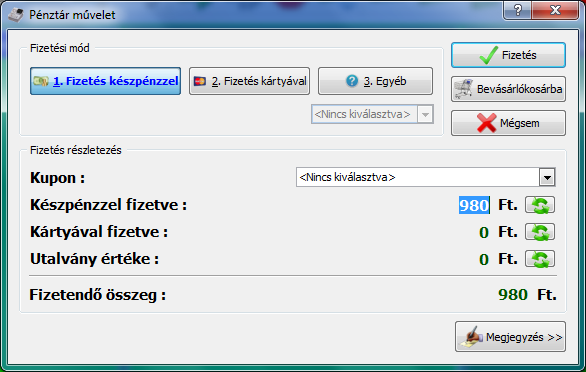 Pénztár művelet
Fizetési mód
1. Fizetés készpénzzel
2. Fizetés kártyával
3. Egyéb
<Nincs kiválasztva>
Fizetés
Bevásárlókosárba
Mégsem
Fizetés részletezés
Kupon : <Nincs kiválasztva>
Készpénzzel fizetve : 980 Ft.
Kártyával fizetve : 0 Ft.
Utalvány értéke : 0 Ft.
Fizetendő összeg : 980 Ft.
Megjegyzés >>